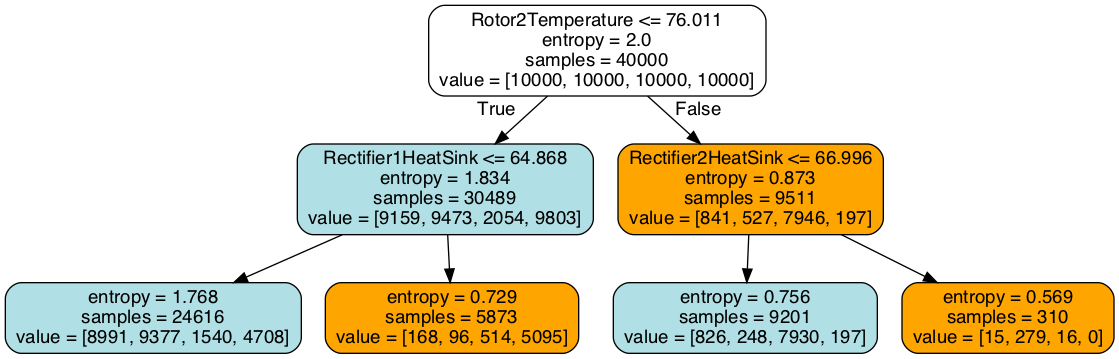 Rotor2Temperature <= 76.011
entropy = 2.0
samples = 40000
value = [10000, 10000, 10000, 10000]
True
False
Rectifier1HeatSink <= 64.868
entropy = 1.834
samples = 30489
value = [9159, 9473, 2054, 9803]
Rectifier2HeatSink <= 66.996
entropy = 0.873
samples = 9511
value = [841, 527, 7946, 197]
entropy = 1.768
samples = 24616
value = [8991, 9377, 1540, 4708]
entropy = 0.729
samples = 5873
value = [168, 96, 514, 5095]
entropy = 0.756
samples = 9201
value = [826, 248, 7930, 197]
entropy = 0.569
samples = 310
value = [15, 279, 16, 0]